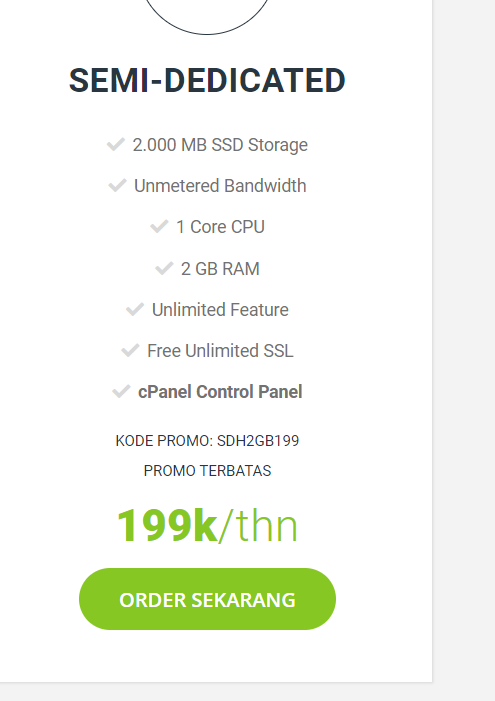 SEMI-DEDICATED
2.000 MB SSD Storage
Unmetered Bandwidth
1 Core CPU
2 GB RAM
Unlimited Feature
Free Unlimited SSL
cPanel Control Panel
KODE PROMO: SDH2GB199
PROMO TERBATAS
199k/thn
ORDER SEKARANG